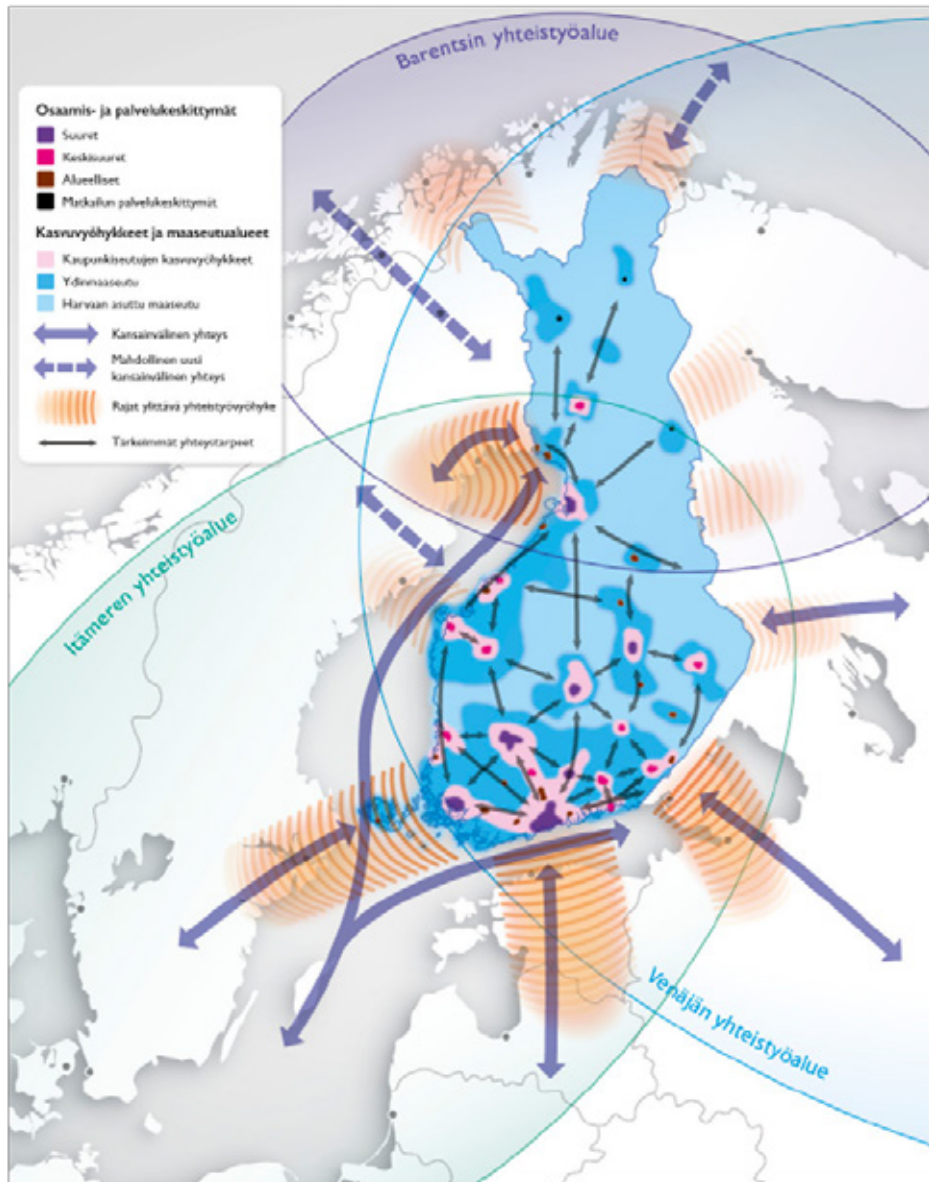 Barentsin yhteistyöalue
Osaamis- ja palvelukeskittymät
Suuret
Keskisuuret
Alueelliset
Matkailun palvelukeskittymät
Kasvuvyöhykkeet ja maaseutualueet
Kaupunkiseutujen kasvuvyöhykkeet
Ydinmaaseutu
Harvaan asuttu maaseutu
Kansainvälinen yhteys
Mahdollinen uusi
kansainvälinen yhteys
Rajat ylittävä yhteistyövyöhyke
Tärkeimmät yhteystarpeet
Itämeren yhteistyöalue
Venäjän yhteistyöalue